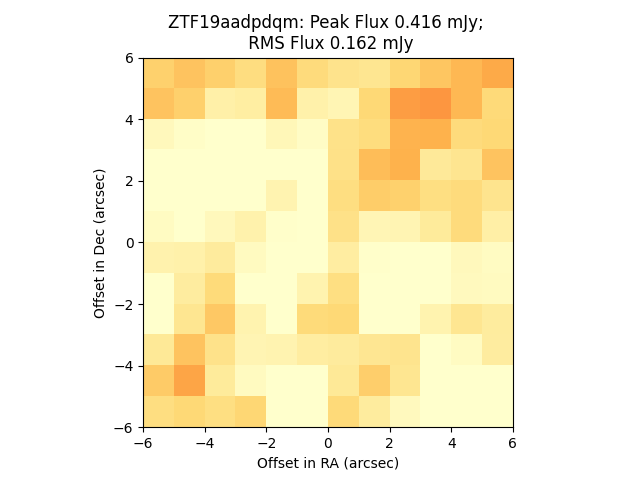 ZTF19aadpdqm: Peak Flux 0.416 mJy;
RMS Flux 0.162 mJy
6
4
2
0
−2
−4
−6
Offset in Dec (arcsec)
−6 −4 −2 0 2 4 6
Offset in RA (arcsec)